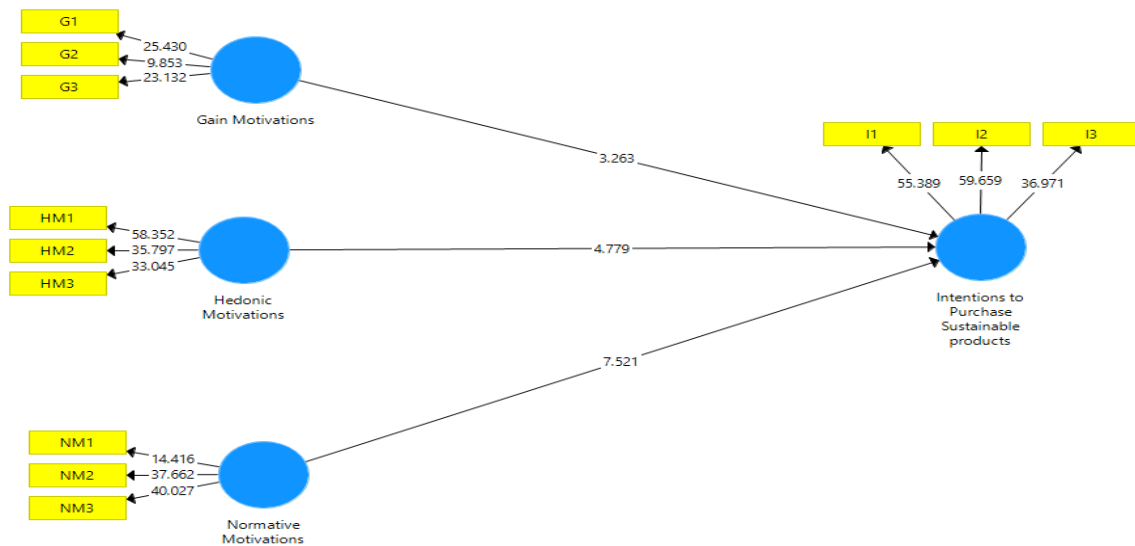 G1
25.430
G2
9.853
G3
23.132
Gain Motivations
3.263
I1
I2
I3
55.389
59.659
36.971
HM1
58.352
HM2
35.797
HM3
33.045
Hedonic
Motivations
4.779
Intentions to
Purchase
Sustainable
products
7.521
NM1
14.416
NM2
37.662
NM3
40.027
Normative
Motivations